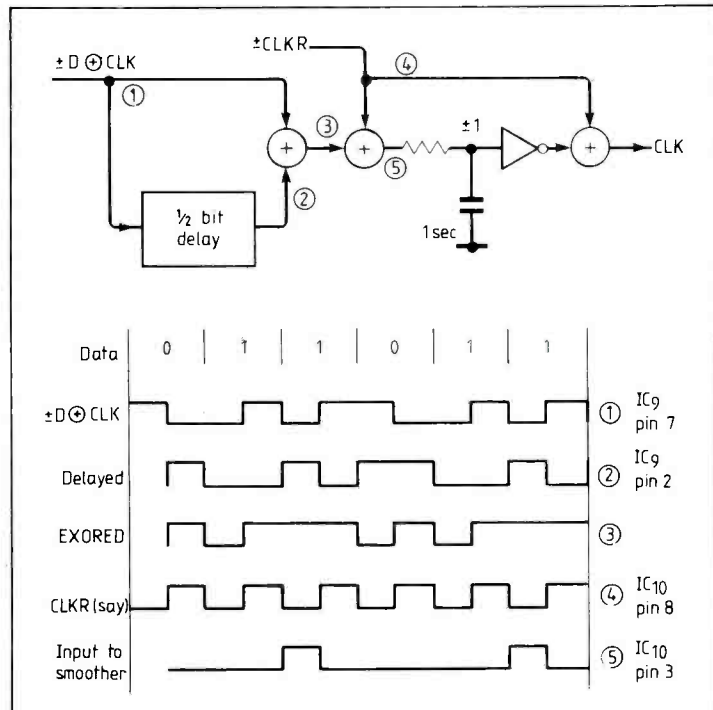 ±CLKR
±D⊕CLK
①
④
③
±1
+
+
+
CLK
⑤
②
½ bit
delay
1sec
Data 0 1 1 0 1 1
±D⊕CLK ① IC9 pin 7
Delayed ② IC9 pin 2
EXORED ③
CLKR(say) ④ IC10 pin 8
Input to smoother ⑤ IC10 pin 3